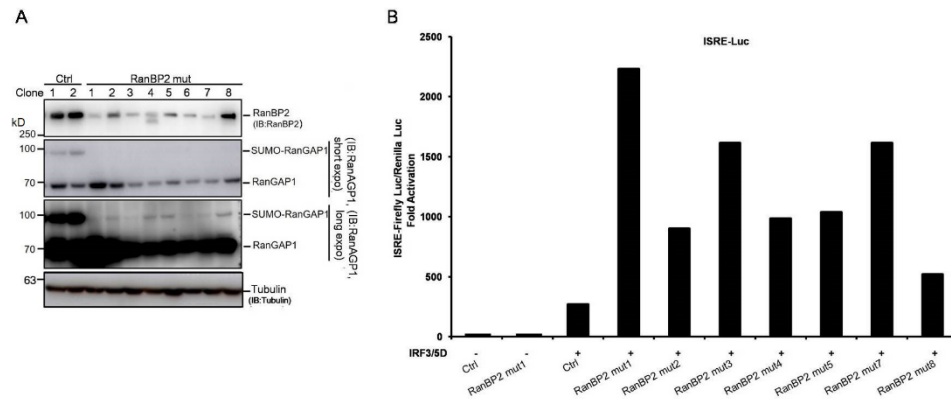 A
Ctrl RanBP2 mut
Clone 1 2 1 2 3 4 5 6 7 8
kD
250
RanBP2
(IB:RanBP2)
100
SUMO-RanGAP1
70
RanGAP1
(IB:RanAGP1,
short expo)
100
SUMO-RanGAP1
70
RanGAP1
(IB:RanAGP1,
long expo)
63
Tubulin
(IB:Tubulin)
B
ISRE-Luc
ISRE-Firefly Luc/Renilla Luc
Fold Activation
2500
2000
1500
1000
500
0
IRF3/5D - - + + + + + + + +
Ctrl RanBP2 mut1 Ctrl RanBP2 mut1 RanBP2 mut2 RanBP2 mut3 RanBP2 mut4 RanBP2 mut5 RanBP2 mut7 RanBP2 mut8